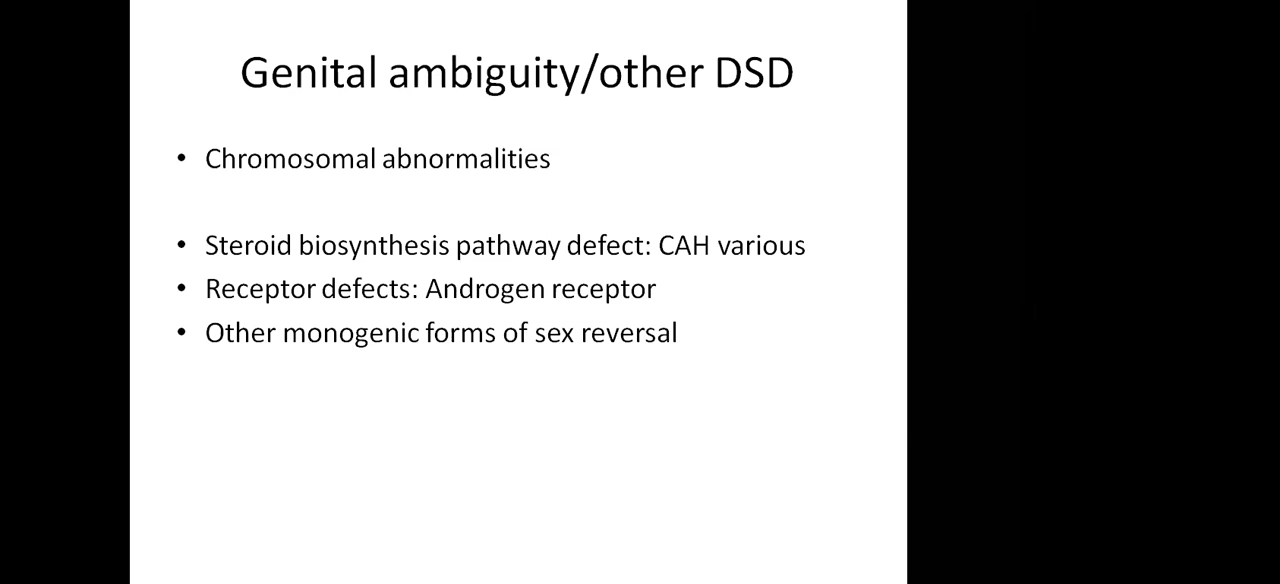 Genital ambiguity/other DSD
• Chromosomal abnormalities
• Steroid biosynthesis pathway defect: CAH various
• Receptor defects: Androgen receptor
• Other monogenic forms of sex reversal